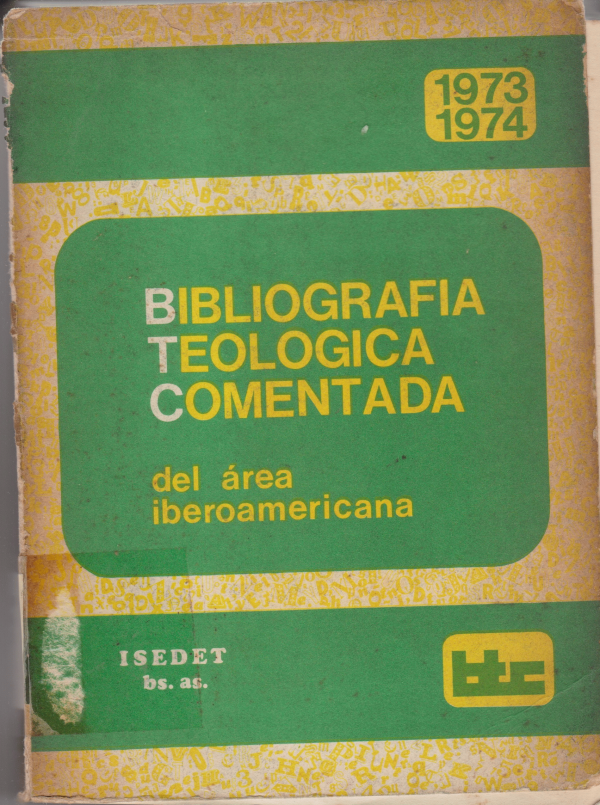 1973
1974
BIBLIOGRAFIA
TEOLOGICA
COMENTADA
del área
iberoamericana
ISEDET
bs. as.
btc